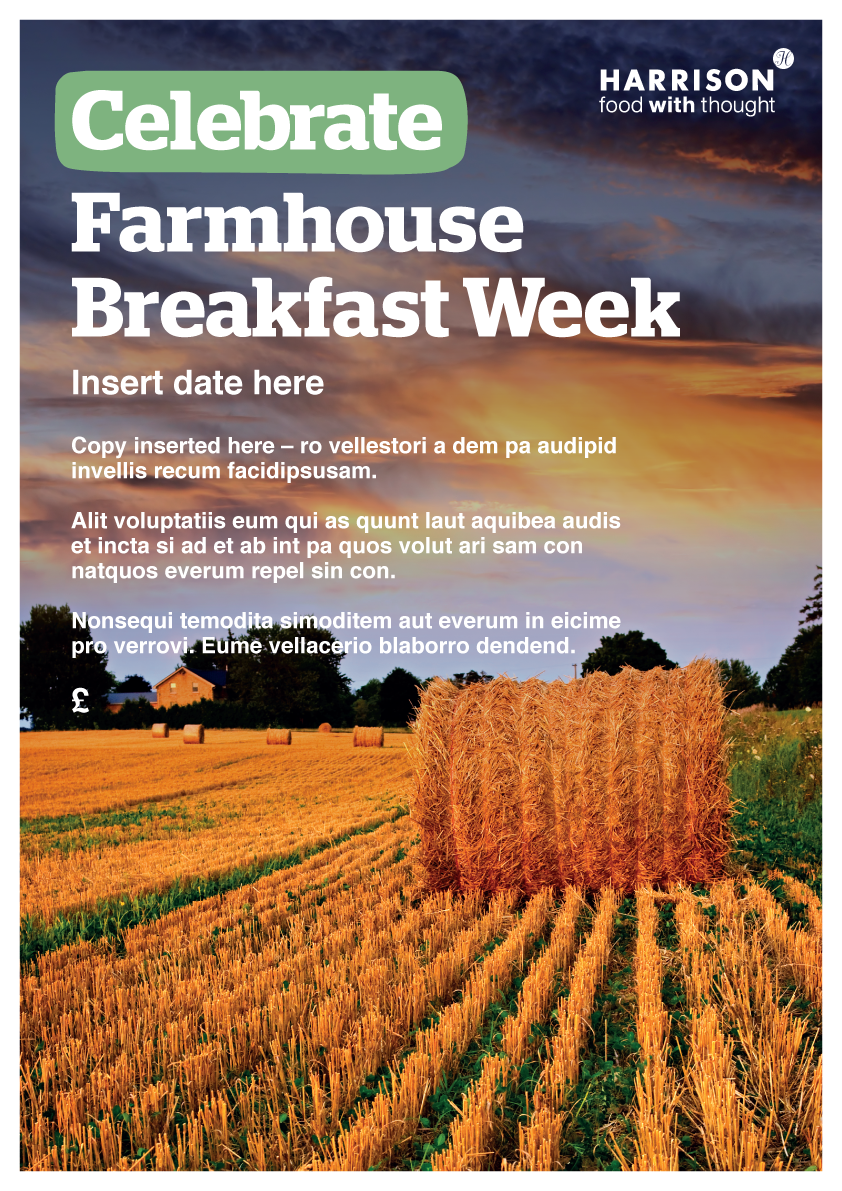 HARRISON
food with thought
Celebrate
Farmhouse
Breakfast Week
Insert date here
Copy inserted here – ro vellestori a dem pa audipid
invellis recum facidipsusam.
Alit voluptatiis eum qui as quunt laut aquibea audis
et incta si ad et ab int pa quos volut ari sam con
natquos everum repel sin con.
Nonsequi temodita simoditem aut everum in eicime
pro verrovi. Eume vellacerio blaborro dendend.
£